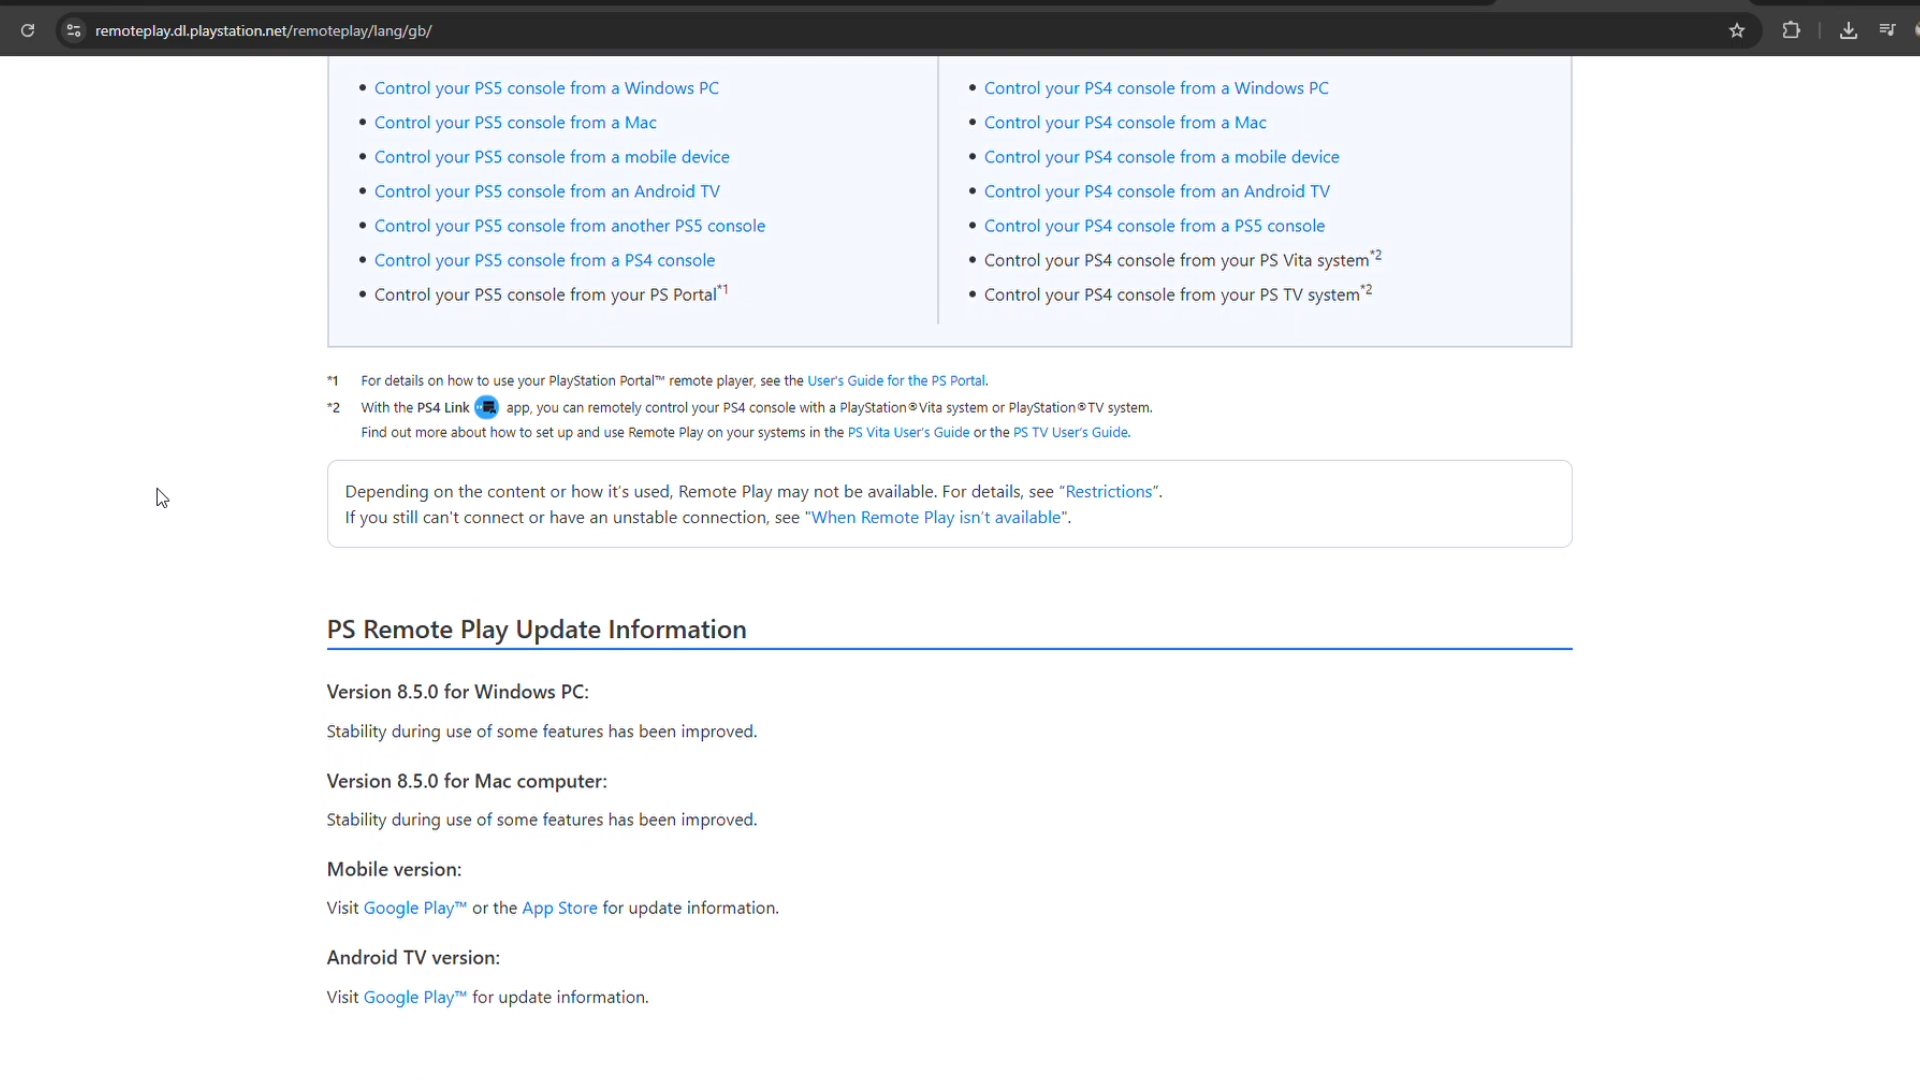 remoteplay.dl.playstation.net/remoteplay/lang/gb/
• Control your PS5 console from a Windows PC
• Control your PS5 console from a Mac
• Control your PS5 console from a mobile device
• Control your PS5 console from an Android TV
• Control your PS5 console from another PS5 console
• Control your PS5 console from a PS4 console
• Control your PS5 console from your PS Portal*1
• Control your PS4 console from a Windows PC
• Control your PS4 console from a Mac
• Control your PS4 console from a mobile device
• Control your PS4 console from an Android TV
• Control your PS4 console from a PS5 console
• Control your PS4 console from your PS Vita system*2
• Control your PS4 console from your PS TV system*2
*1 For details on how to use your PlayStation Portal™ remote player, see the User's Guide for the PS Portal.
*2 With the PS4 Link app, you can remotely control your PS4 console with a PlayStation®Vita system or PlayStation®TV system.
Find out more about how to set up and use Remote Play on your systems in the PS Vita User's Guide or the PS TV User's Guide.
Depending on the content or how it’s used, Remote Play may not be available. For details, see “Restrictions”.
If you still can't connect or have an unstable connection, see "When Remote Play isn’t available".
PS Remote Play Update Information
Version 8.5.0 for Windows PC:
Stability during use of some features has been improved.
Version 8.5.0 for Mac computer:
Stability during use of some features has been improved.
Mobile version:
Visit Google Play™ or the App Store for update information.
Android TV version:
Visit Google Play™ for update information.